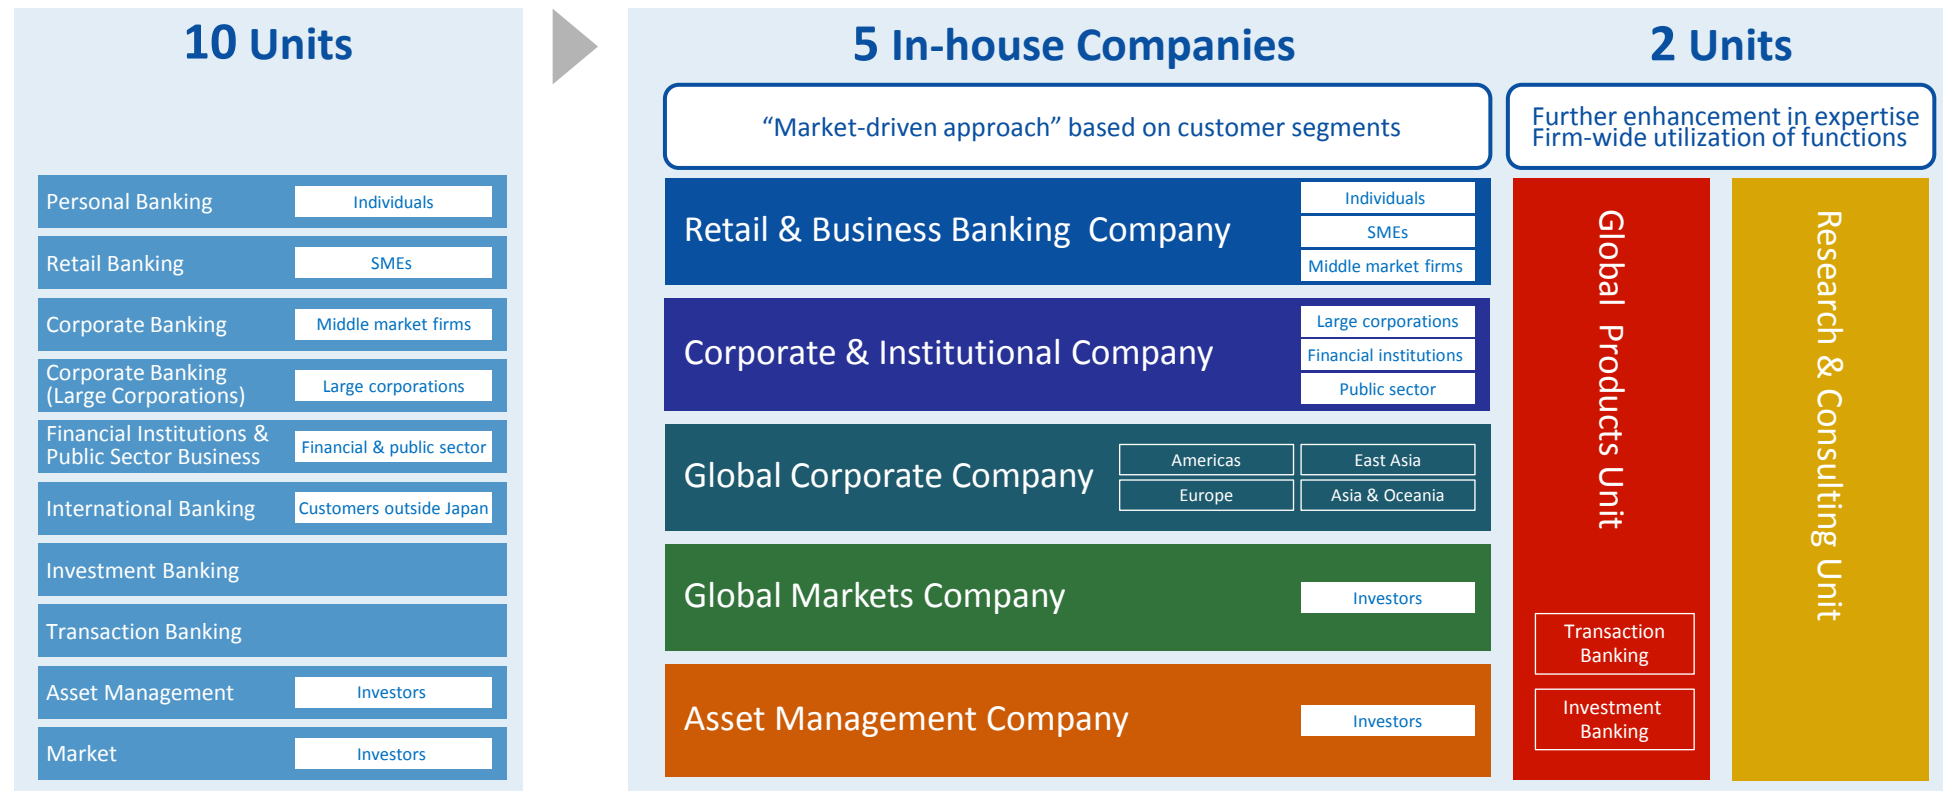 10 Units
Personal Banking
Individuals
Retail Banking
SMEs
Corporate Banking
Middle market firms
Corporate Banking
(Large Corporations)
Large corporations
Financial Institutions &
Public Sector Business
Financial & public sector
International Banking
Customers outside Japan
Investment Banking
Transaction Banking
Asset Management
Investors
Market
Investors
5 In-house Companies
“Market-driven approach” based on customer segments
Retail & Business Banking Company
Individuals
SMEs
Middle market firms
Corporate & Institutional Company
Large corporations
Financial institutions
Public sector
Global Corporate Company
Americas
East Asia
Europe
Asia & Oceania
Global Markets Company
Investors
Asset Management Company
Investors
2 Units
Further enhancement in expertise
Firm-wide utilization of functions
Global Products Unit
Transaction
Banking
Investment
Banking
Research & Consulting Unit